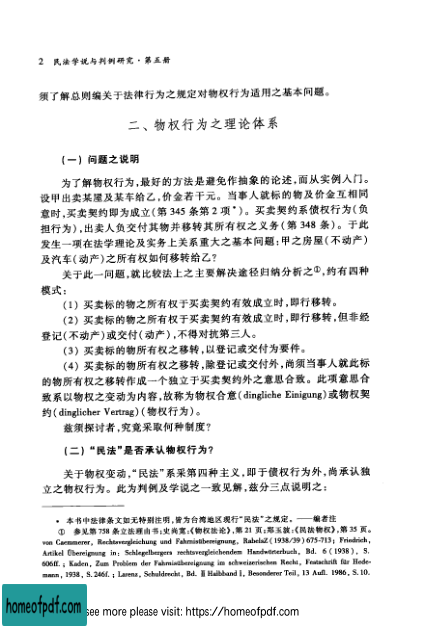 2 民法学说与判例研究·第五册
须了解总则编关于法律行为之规定对物权行为适用之基本问题。
二、物权行为之理论体系
(一) 问题之说明
为了解物权行为,最好的方法是避免作抽象的论述,而从实例入门。
设甲出卖某屋及某车给乙,价金若干元。当事人就标的物及价金互相同
意时,买卖契约即为成立(第 345 条第 2 项*)。买卖契约系债权行为(负
担行为),出卖人负交付其物并移转其所有权之义务(第 348 条)。于此
发生一项在法学理论及实务上关系重大之基本问题:甲之房屋(不动产)
及汽车(动产)之所有权如何移转给乙?
关于此一问题,就比较法上之主要解决途径归纳分析之①,约有四种
模式:
(1) 买卖标的物之所有权于买卖契约有效成立时,即行移转。
(2) 买卖标的物之所有权于买卖契约有效成立时,即行移转,但非经
登记(不动产)或交付(动产),不得对抗第三人。
(3) 买卖标的物所有权之移转,以登记或交付为要件。
(4) 买卖标的物所有权之移转,除登记或交付外,尚须当事人就此标
的物所有权之移转作成一个独立于买卖契约外之意思合致。此项意思合
致系以物权之变动为内容,故称为物权合意(dingliche Einigung)或物权契
约(dinglicher Vertrag)(物权行为)。
兹须探讨者,究竟采取何种制度?
(二) “民法”是否承认物权行为?
关于物权变动,“民法”系采第四种主义,即于债权行为外,尚承认独
立之物权行为。此为判例及学说之一致见解,兹分三点说明之:
* 本书中法律条文如无特别注明,皆为台湾地区现行“民法”之规定。——编者注
① 参见第 758 条立法理由书;史尚宽:《物权法论》,第 21 页;郑玉波:《民法物权》,第 35 页。
von Caemmerer, Rechtsvergleichung und Fahrnisübereignung, RabelsZ (1938/39) 675-713; Friedrich,
Artikel Übereignung in: Schlegelbergers rechtsvergleichendem Handwörterbuch, Bd. 6 (1938), S.
606ff.; Kaden, Zum Problem der Fahrnisübereignung im schweizerischen Recht, Festschrift für Hede-
mann, 1938, S. 246f.; Larenz, Schuldrecht, Bd. Ⅱ Halbband 1, Besonderer Teil, 13 Aufl. 1986, S. 10.
homeofpdf.com
see more please visit: https://homeofpdf.com